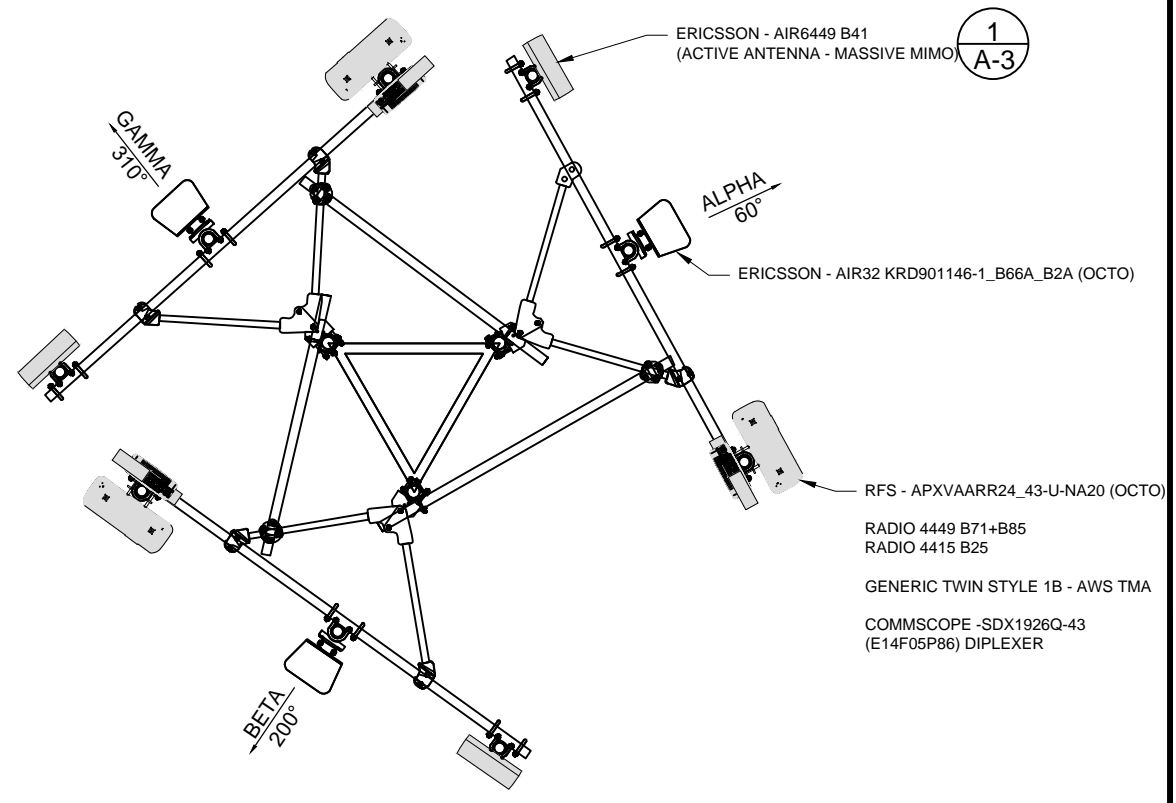 ERICSSON - AIR6449 B41
(ACTIVE ANTENNA - MASSIVE MIMO)
1
A-3
GAMMA
310°
ALPHA
60°
ERICSSON - AIR32 KRD901146-1_B66A_B2A (OCTO)
RFS - APXVAARR24_43-U-NA20 (OCTO)
RADIO 4449 B71+B85
RADIO 4415 B25
GENERIC TWIN STYLE 1B - AWS TMA
COMMSCOPE -SDX1926Q-43
(E14F05P86) DIPLEXER
BETA
200°